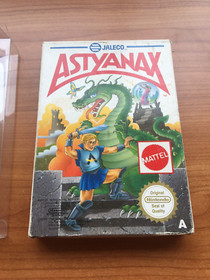 JALECO
ASTYANAX
MATTEL
Original
Nintendo
Seal of
Quality
A